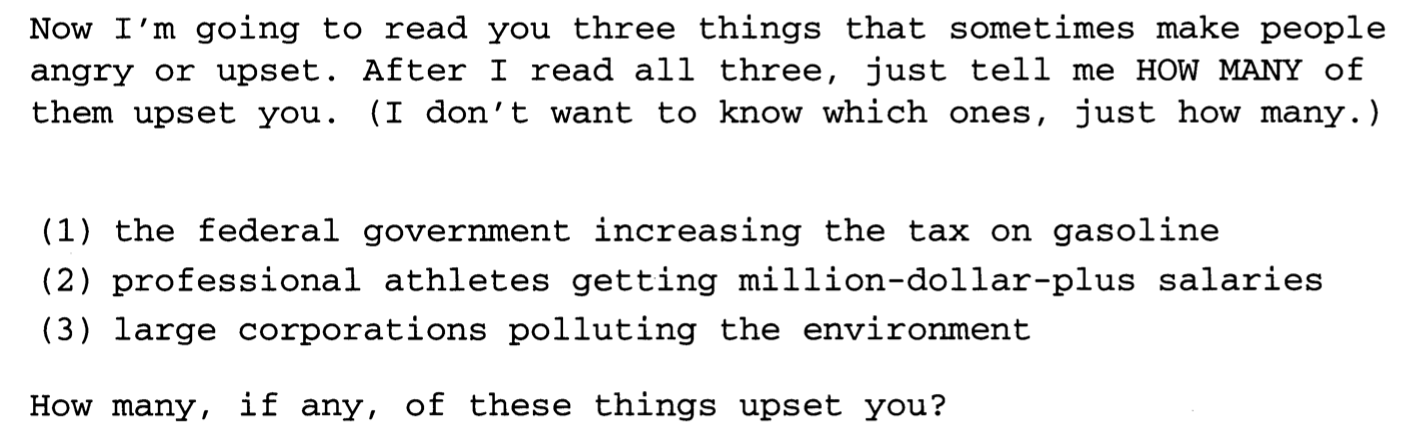 Now I'm going to read you three things that sometimes make people
angry or upset. After I read all three, just tell me HOW MANY of
them upset you. (I don't want to know which ones, just how many.)
(1) the federal government increasing the tax on gasoline
(2) professional athletes getting million-dollar-plus salaries
(3) large corporations polluting the environment
How many, if any, of these things upset you?